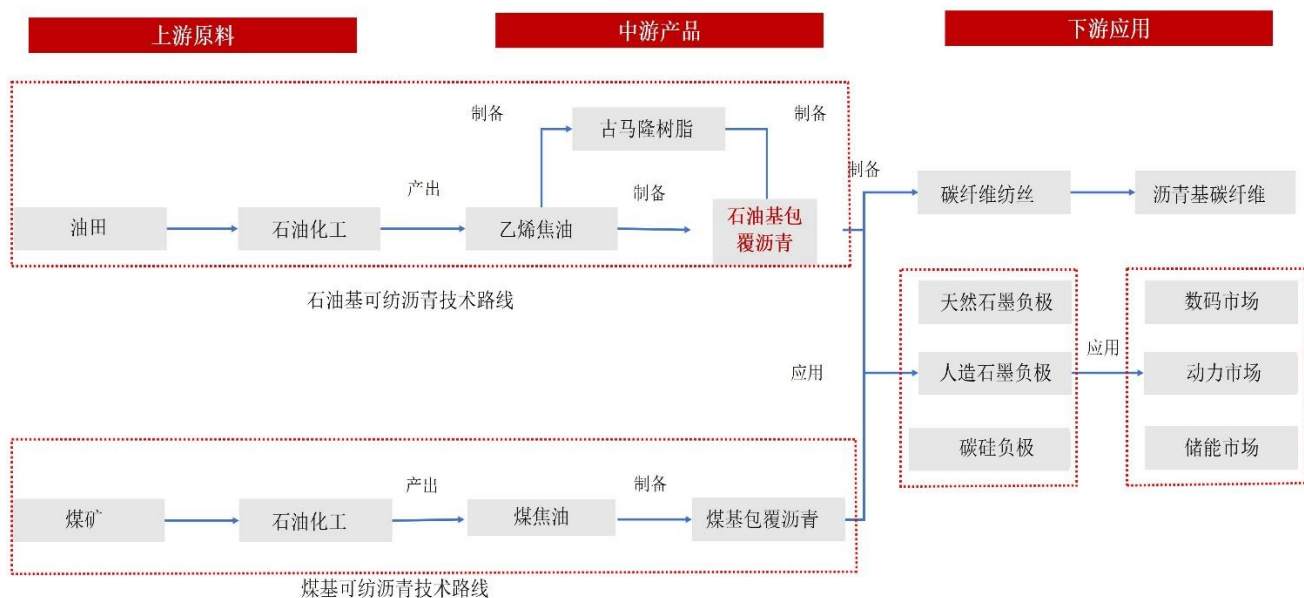 上游原料
中游产品
下游应用
制备
古马隆树脂
制备
制备
碳纤维纺丝
沥青基碳纤维
油田
石油化工
产出
乙烯焦油
制备
石油基包
覆沥青
石油基可纺沥青技术路线
天然石墨负极
数码市场
应用
人造石墨负极
应用
动力市场
碳硅负极
储能市场
煤矿
石油化工
产出
煤焦油
制备
煤基包覆沥青
煤基可纺沥青技术路线